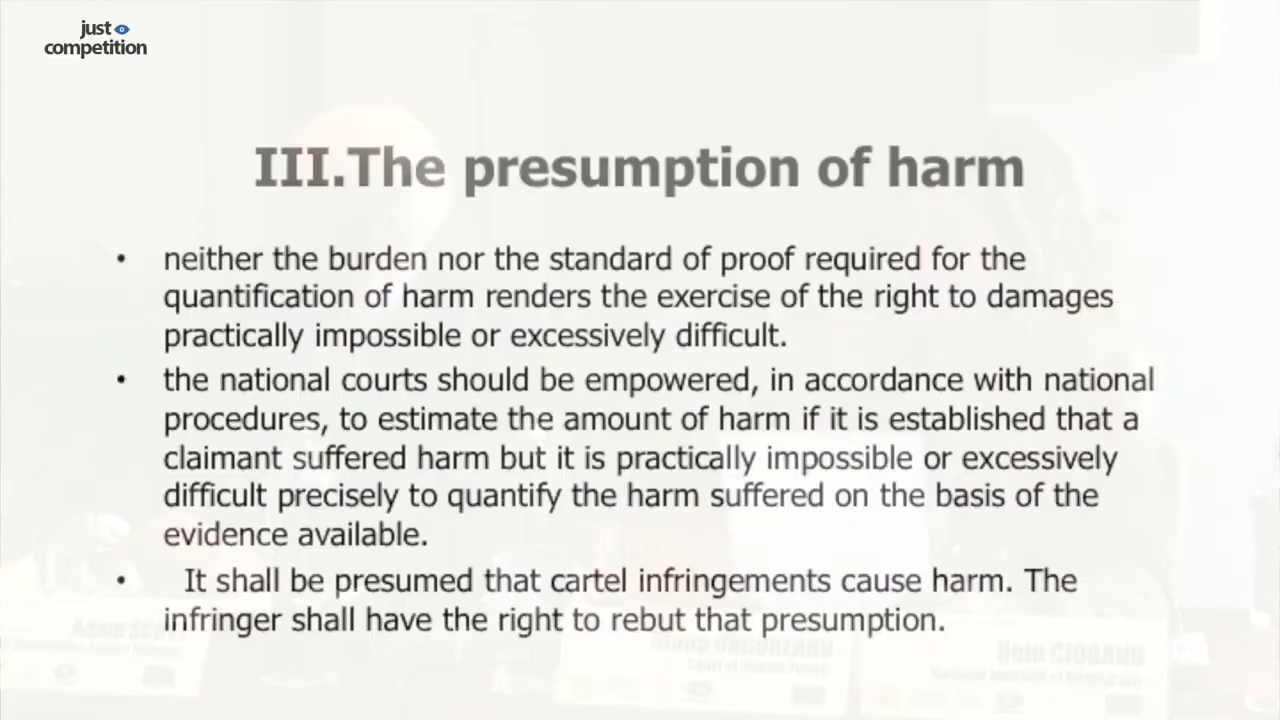 just
competition
III.The presumption of harm
• neither the burden nor the standard of proof required for the
quantification of harm renders the exercise of the right to damages
practically impossible or excessively difficult.
• the national courts should be empowered, in accordance with national
procedures, to estimate the amount of harm if it is established that a
claimant suffered harm but it is practically impossible or excessively
difficult precisely to quantify the harm suffered on the basis of the
evidence available.
• It shall be presumed that cartel infringements cause harm. The
infringer shall have the right to rebut that presumption.
Adam SCOTT